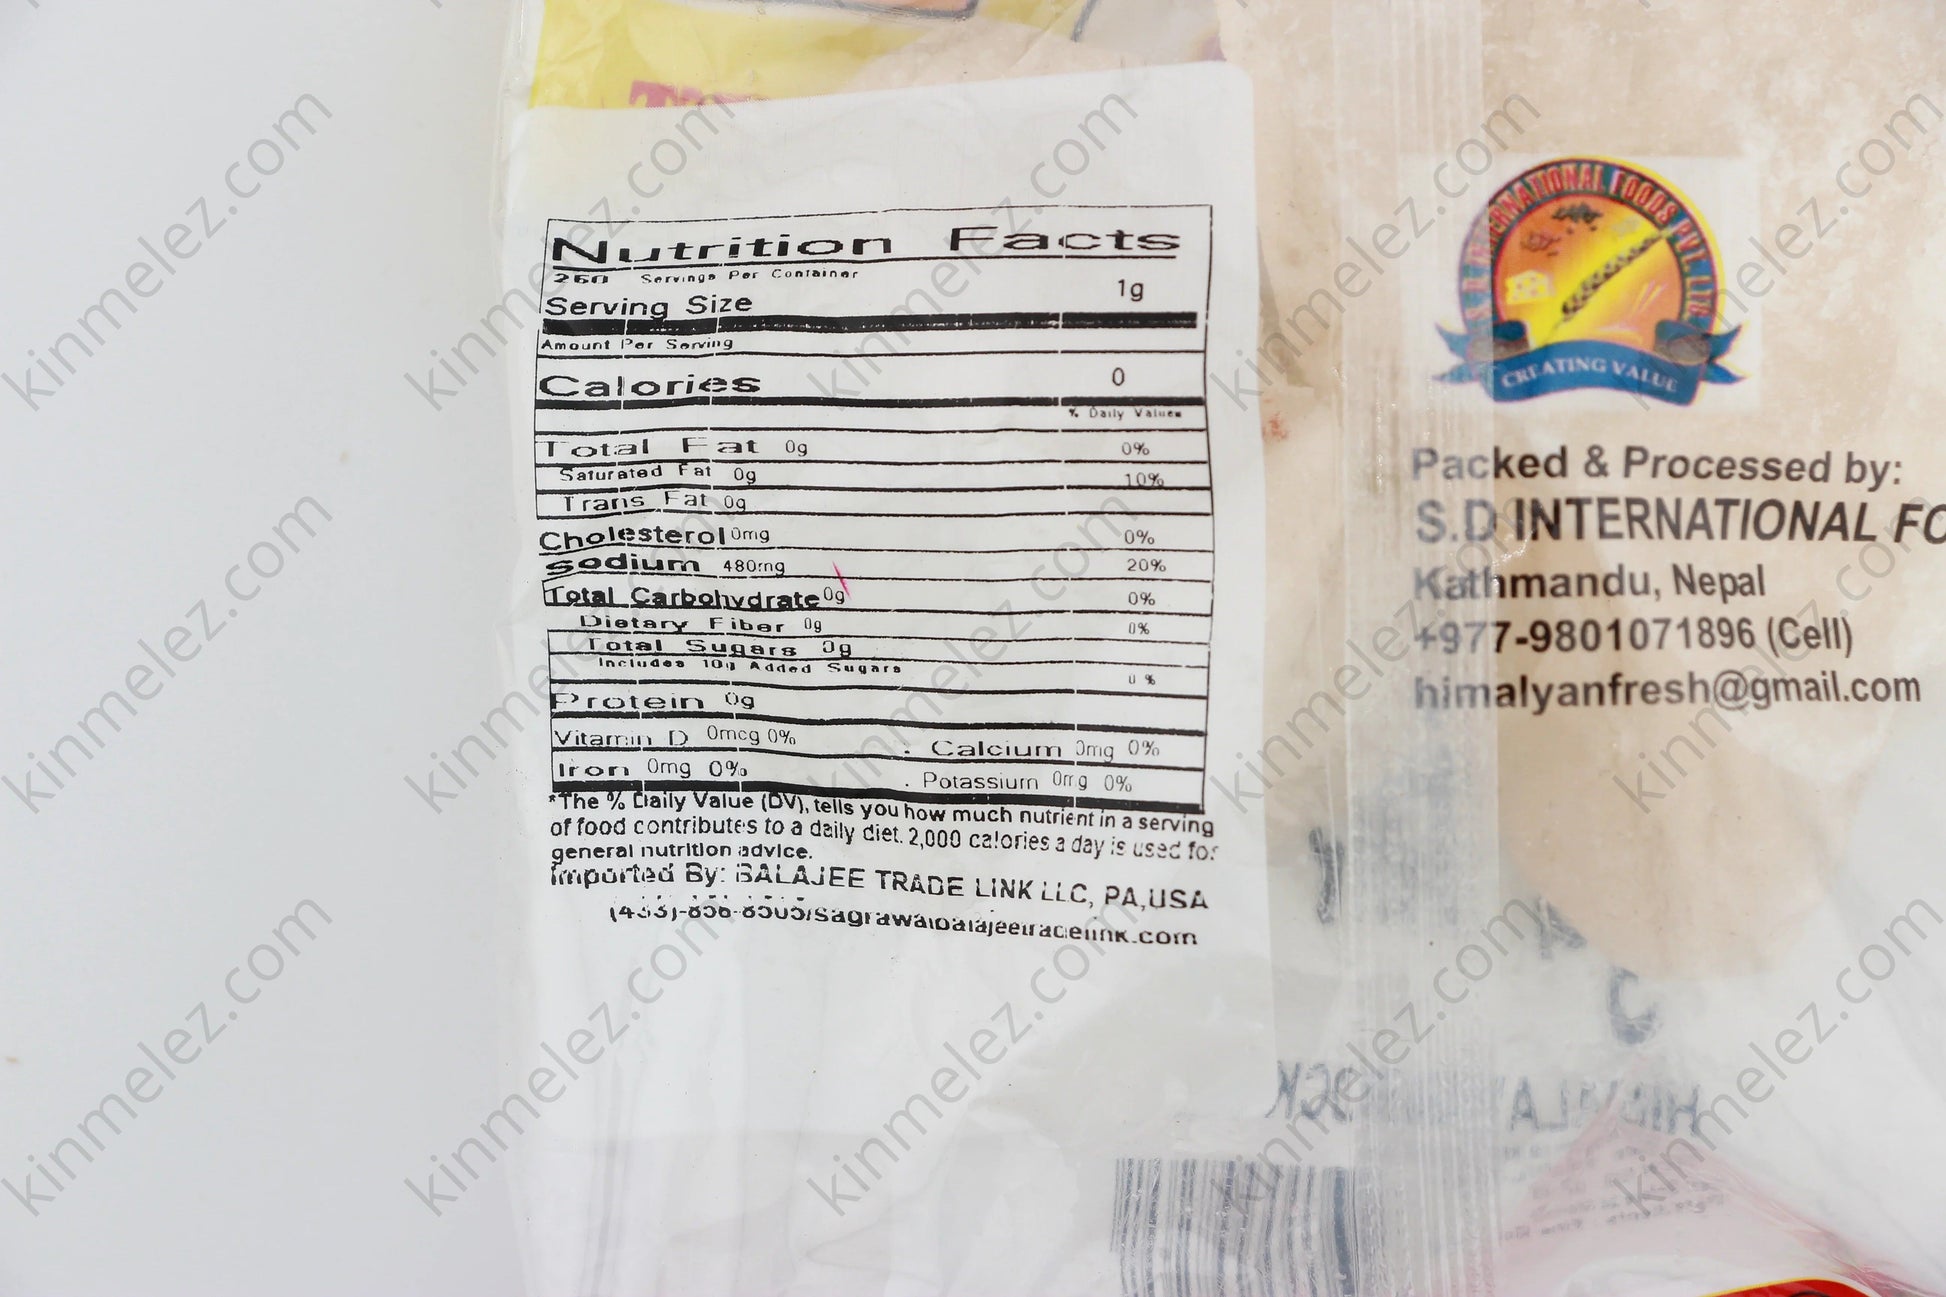 Nutrition Facts
260 Servings Per Container
Serving Size 1g
Amount Per Serving
Calories 0
% Daily Values
Total Fat 0g 0%
Saturated Fat 0g 10%
Trans Fat 0g
Cholesterol 0mg 0%
Sodium 480mg 20%
Total Carbohydrate 0g 0%
Dietary Fiber 0g 0%
Total Sugars 0g
Includes 10g Added Sugars 0 %
Protein 0g
Vitamin D 0mcg 0% . Calcium 0mg 0%
Iron 0mg 0% . Potassium 0mg 0%
*The % Daily Value (DV), tells you how much nutrient in a serving
of food contributes to a daily diet. 2,000 calories a day is used for
general nutrition advice.
Imported By: BALAJEE TRADE LINK LLC, PA,USA
INTERNATIONAL FOODS PVT. LTD.
CREATING VALUE
Packed & Processed by:
S.D INTERNATIONAL
Kathmandu, Nepal
+977-9801071896 (Cell)
himalyanfresh@gmail.com
kinmelez.com